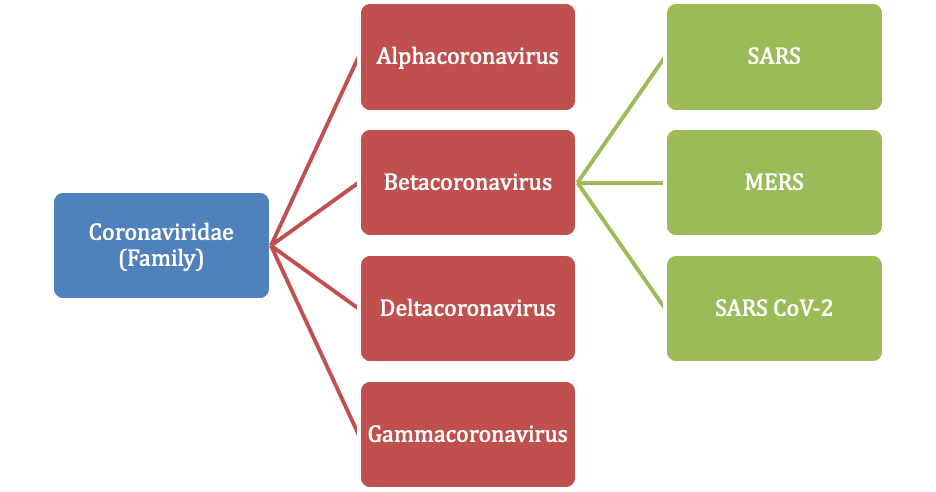 Coronaviridae
(Family)
Alphacoronavirus
Betacoronavirus
Deltacoronavirus
Gammacoronavirus
SARS
MERS
SARS CoV-2